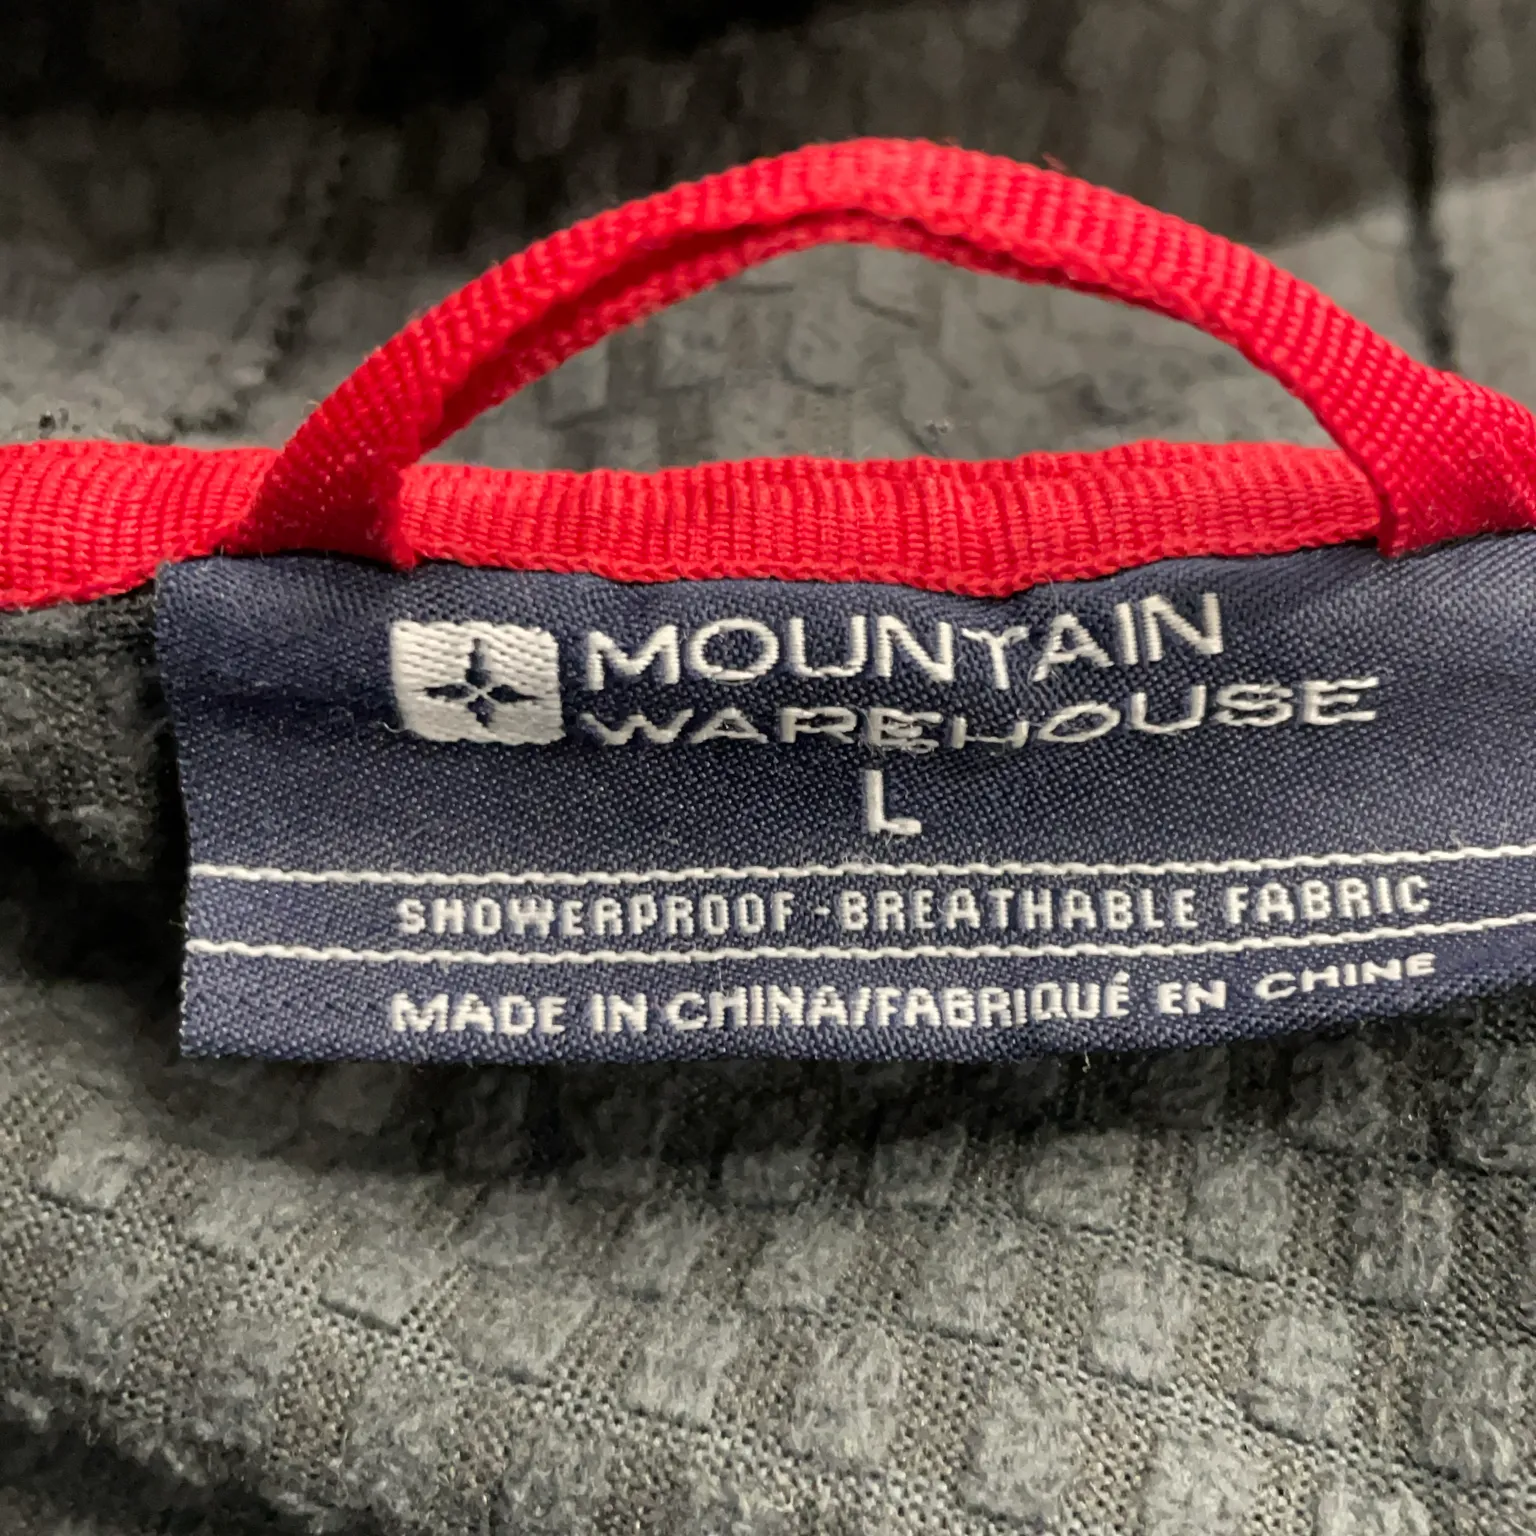 MOUNTAIN
WAREHOUSE
L
SHOWERPROOF - BREATHABLE FABRIC
MADE IN CHINA/FABRIQUÉ EN CHINE